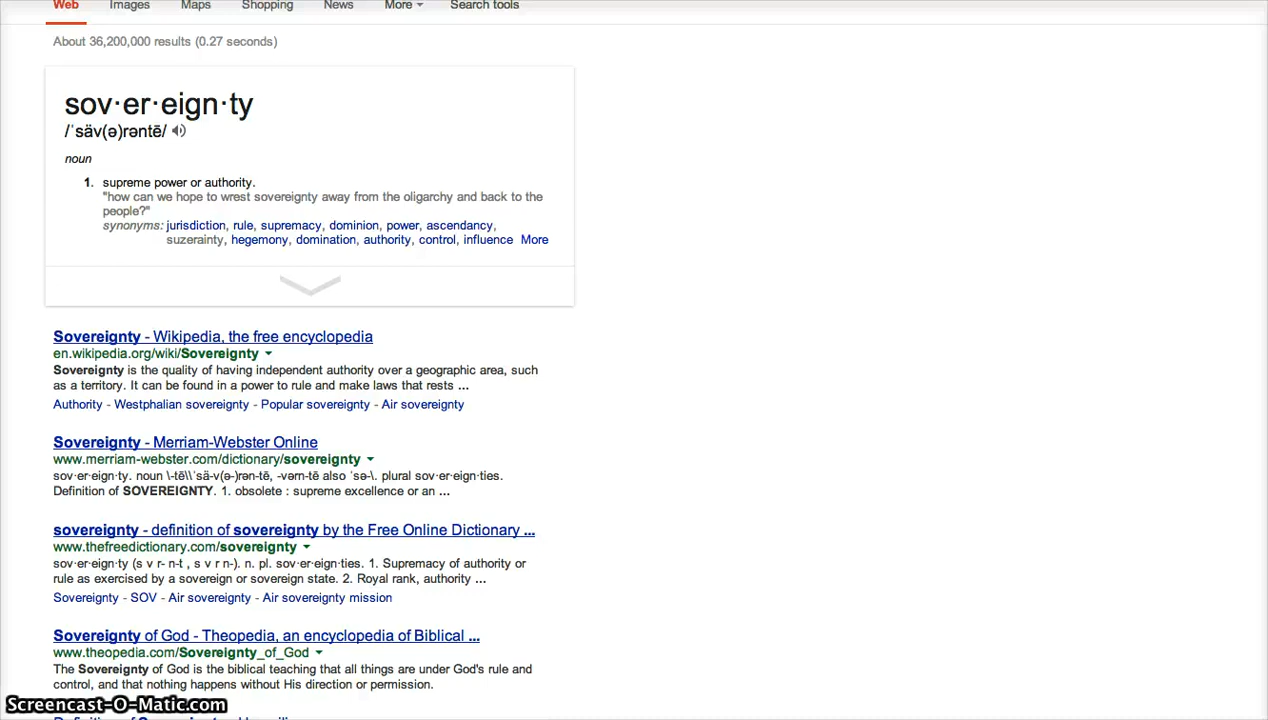 Web Images Maps Shopping News More Search tools
About 36,200,000 results (0.27 seconds)
sov·er·eign·ty
/ˈsäv(ə)rəntē/
noun
1. supreme power or authority.
"how can we hope to wrest sovereignty away from the oligarchy and back to the
people?"
synonyms: jurisdiction, rule, supremacy, dominion, power, ascendancy,
suzerainty, hegemony, domination, authority, control, influence More
Sovereignty - Wikipedia, the free encyclopedia
en.wikipedia.org/wiki/Sovereignty
Sovereignty is the quality of having independent authority over a geographic area, such
as a territory. It can be found in a power to rule and make laws that rests ...
Authority - Westphalian sovereignty - Popular sovereignty - Air sovereignty
Sovereignty - Merriam-Webster Online
www.merriam-webster.com/dictionary/sovereignty
sov·er·eign·ty. noun \-tē\\ˈsä-v(ə-)rən-tē, -vərn-tē also ˈsə-\. plural sov·er·eign·ties.
Definition of SOVEREIGNTY. 1. obsolete : supreme excellence or an ...
sovereignty - definition of sovereignty by the Free Online Dictionary ...
www.thefreedictionary.com/sovereignty
sov·er·eign·ty (s v r- n-t , s v r n-). n. pl. sov·er·eign·ties. 1. Supremacy of authority or
rule as exercised by a sovereign or sovereign state. 2. Royal rank, authority ...
Sovereignty - SOV - Air sovereignty - Air sovereignty mission
Sovereignty of God - Theopedia, an encyclopedia of Biblical ...
www.theopedia.com/Sovereignty_of_God
The Sovereignty of God is the biblical teaching that all things are under God's rule and
control, and that nothing happens without His direction or permission.
Screencast-O-Matic.com